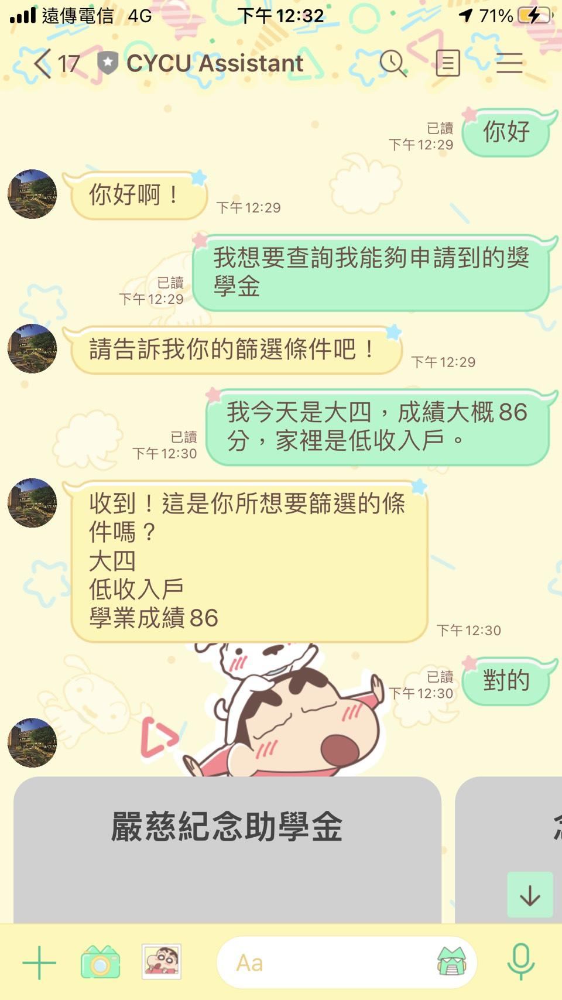 遠傳電信 4G 下午12:32 71%
17 CYCU Assistant
已讀
下午12:29
你好
你好啊！
下午12:29
我想要查詢我能夠申請到的獎
學金
已讀
下午12:29
請告訴我你的篩選條件吧！
下午12:29
我今天是大四，成績大概86
分，家裡是低收入戶。
已讀
下午12:30
收到！這是你所想要篩選的條
件嗎？
大四
低收入戶
學業成績86
下午12:30
已讀
下午12:30
對的
嚴慈紀念助學金
Aa